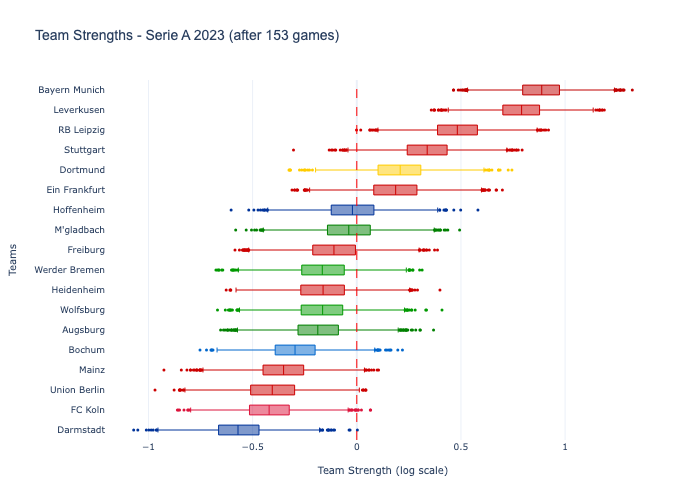 Team Strengths - Serie A 2023 (after 153 games)
Bayern Munich
Leverkusen
RB Leipzig
Stuttgart
Dortmund
Ein Frankfurt
Hoffenheim
M'gladbach
Freiburg
Werder Bremen
Heidenheim
Wolfsburg
Augsburg
Bochum
Mainz
Union Berlin
FC Koln
Darmstadt
Teams
−1
−0.5
0
0.5
1
Team Strength (log scale)